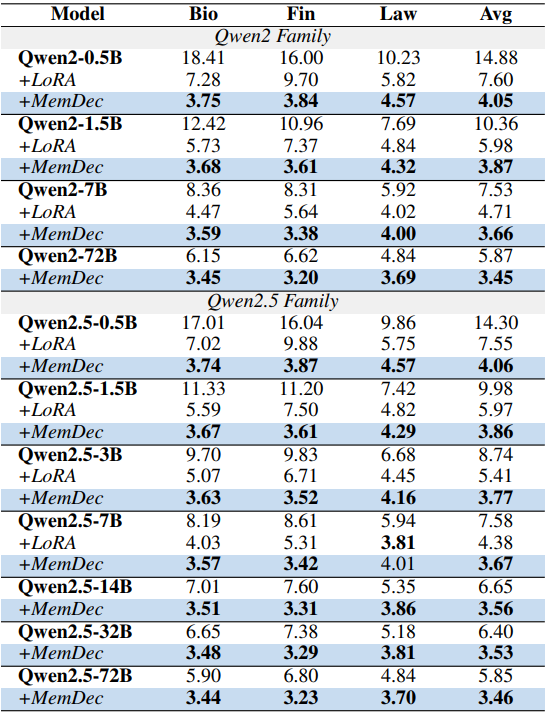 Model Bio Fin Law Avg
Qwen2 Family
Qwen2-0.5B 18.41 16.00 10.23 14.88
+LoRA 7.28 9.70 5.82 7.60
+MemDec 3.75 3.84 4.57 4.05
Qwen2-1.5B 12.42 10.96 7.69 10.36
+LoRA 5.73 7.37 4.84 5.98
+MemDec 3.68 3.61 4.32 3.87
Qwen2-7B 8.36 8.31 5.92 7.53
+LoRA 4.47 5.64 4.02 4.71
+MemDec 3.59 3.38 4.00 3.66
Qwen2-72B 6.15 6.62 4.84 5.87
+MemDec 3.45 3.20 3.69 3.45
Qwen2.5 Family
Qwen2.5-0.5B 17.01 16.04 9.86 14.30
+LoRA 7.02 9.88 5.75 7.55
+MemDec 3.74 3.87 4.57 4.06
Qwen2.5-1.5B 11.33 11.20 7.42 9.98
+LoRA 5.59 7.50 4.82 5.97
+MemDec 3.67 3.61 4.29 3.86
Qwen2.5-3B 9.70 9.83 6.68 8.74
+LoRA 5.07 6.71 4.45 5.41
+MemDec 3.63 3.52 4.16 3.77
Qwen2.5-7B 8.19 8.61 5.94 7.58
+LoRA 4.03 5.31 3.81 4.38
+MemDec 3.57 3.42 4.01 3.67
Qwen2.5-14B 7.01 7.60 5.35 6.65
+MemDec 3.51 3.31 3.86 3.56
Qwen2.5-32B 6.65 7.38 5.18 6.40
+MemDec 3.48 3.29 3.81 3.53
Qwen2.5-72B 5.90 6.80 4.84 5.85
+MemDec 3.44 3.23 3.70 3.46